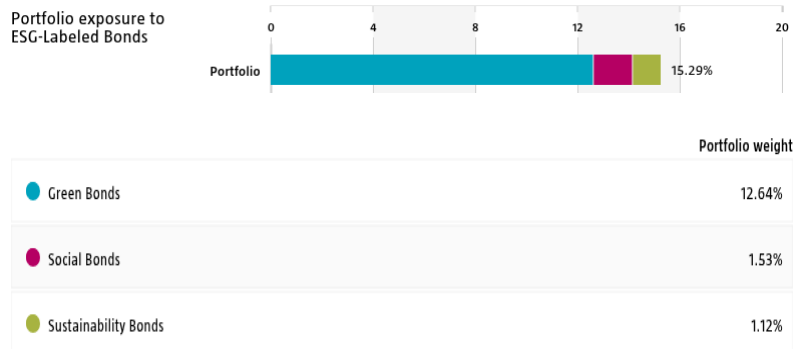 Portfolio exposure to
ESG-Labeled Bonds
0 4 8 12 16 20
Portfolio 15.29%
Portfolio weight
Green Bonds 12.64%
Social Bonds 1.53%
Sustainability Bonds 1.12%